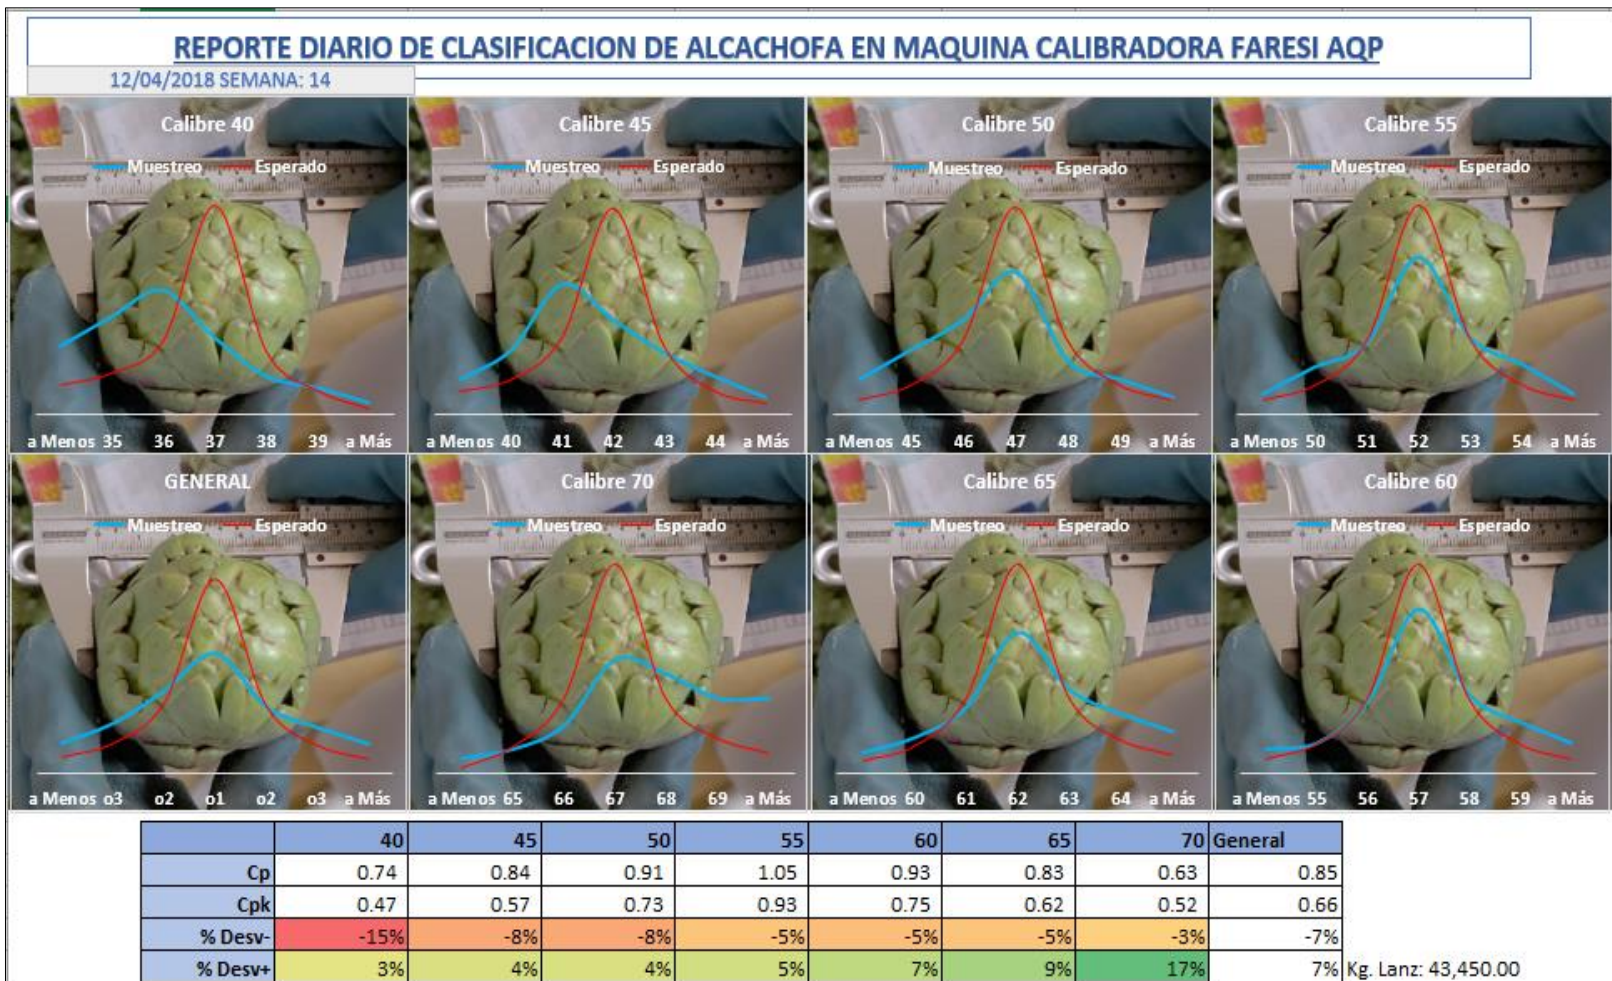 REPORTE DIARIO DE CLASIFICACION DE ALCACHOFA EN MAQUINA CALIBRADORA FARESI AQP
12/04/2018 SEMANA: 14
Calibre 40
Muestreo Esperado
a Menos 35 36 37 38 39 a Más
Calibre 45
Muestreo Esperado
a Menos 40 41 42 43 44 a Más
Calibre 50
Muestreo Esperado
a Menos 45 46 47 48 49 a Más
Calibre 55
Muestreo Esperado
a Menos 50 51 52 53 54 a Más
GENERAL
Muestreo Esperado
a Menos o3 o2 o1 o2 o3 a Más
Calibre 70
Muestreo Esperado
a Menos 65 66 67 68 69 a Más
Calibre 65
Muestreo Esperado
a Menos 60 61 62 63 64 a Más
Calibre 60
Muestreo Esperado
a Menos 55 56 57 58 59 a Más
40 45 50 55 60 65 70 General
Cp 0.74 0.84 0.91 1.05 0.93 0.83 0.63 0.85
Cpk 0.47 0.57 0.73 0.93 0.75 0.62 0.52 0.66
% Desv- -15% -8% -8% -5% -5% -5% -3% -7%
% Desv+ 3% 4% 4% 5% 7% 9% 17% 7% Kg. Lanz: 43,450.00